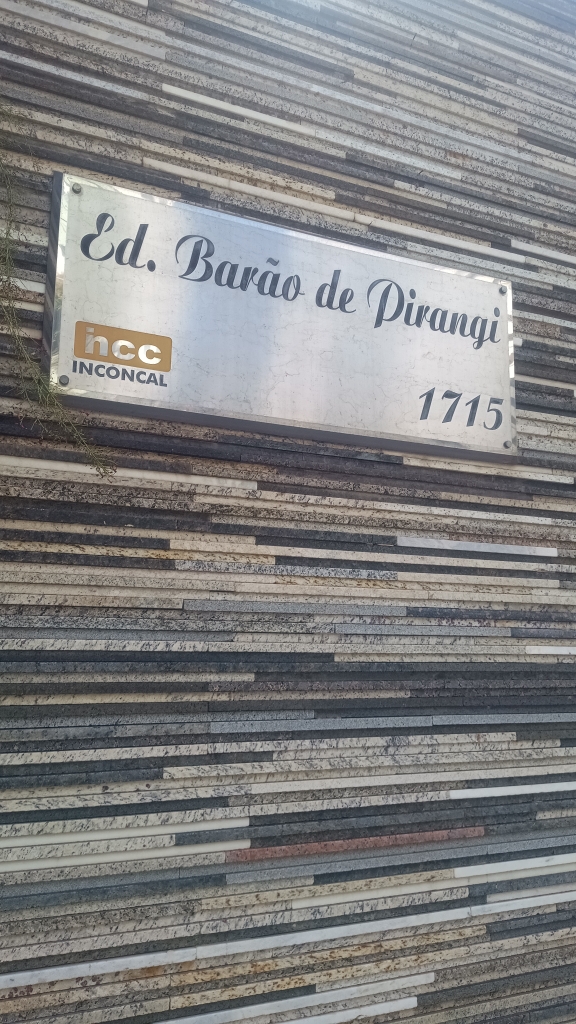 Ed. Barão de Pirangi
hcc
INCONCAL
1715